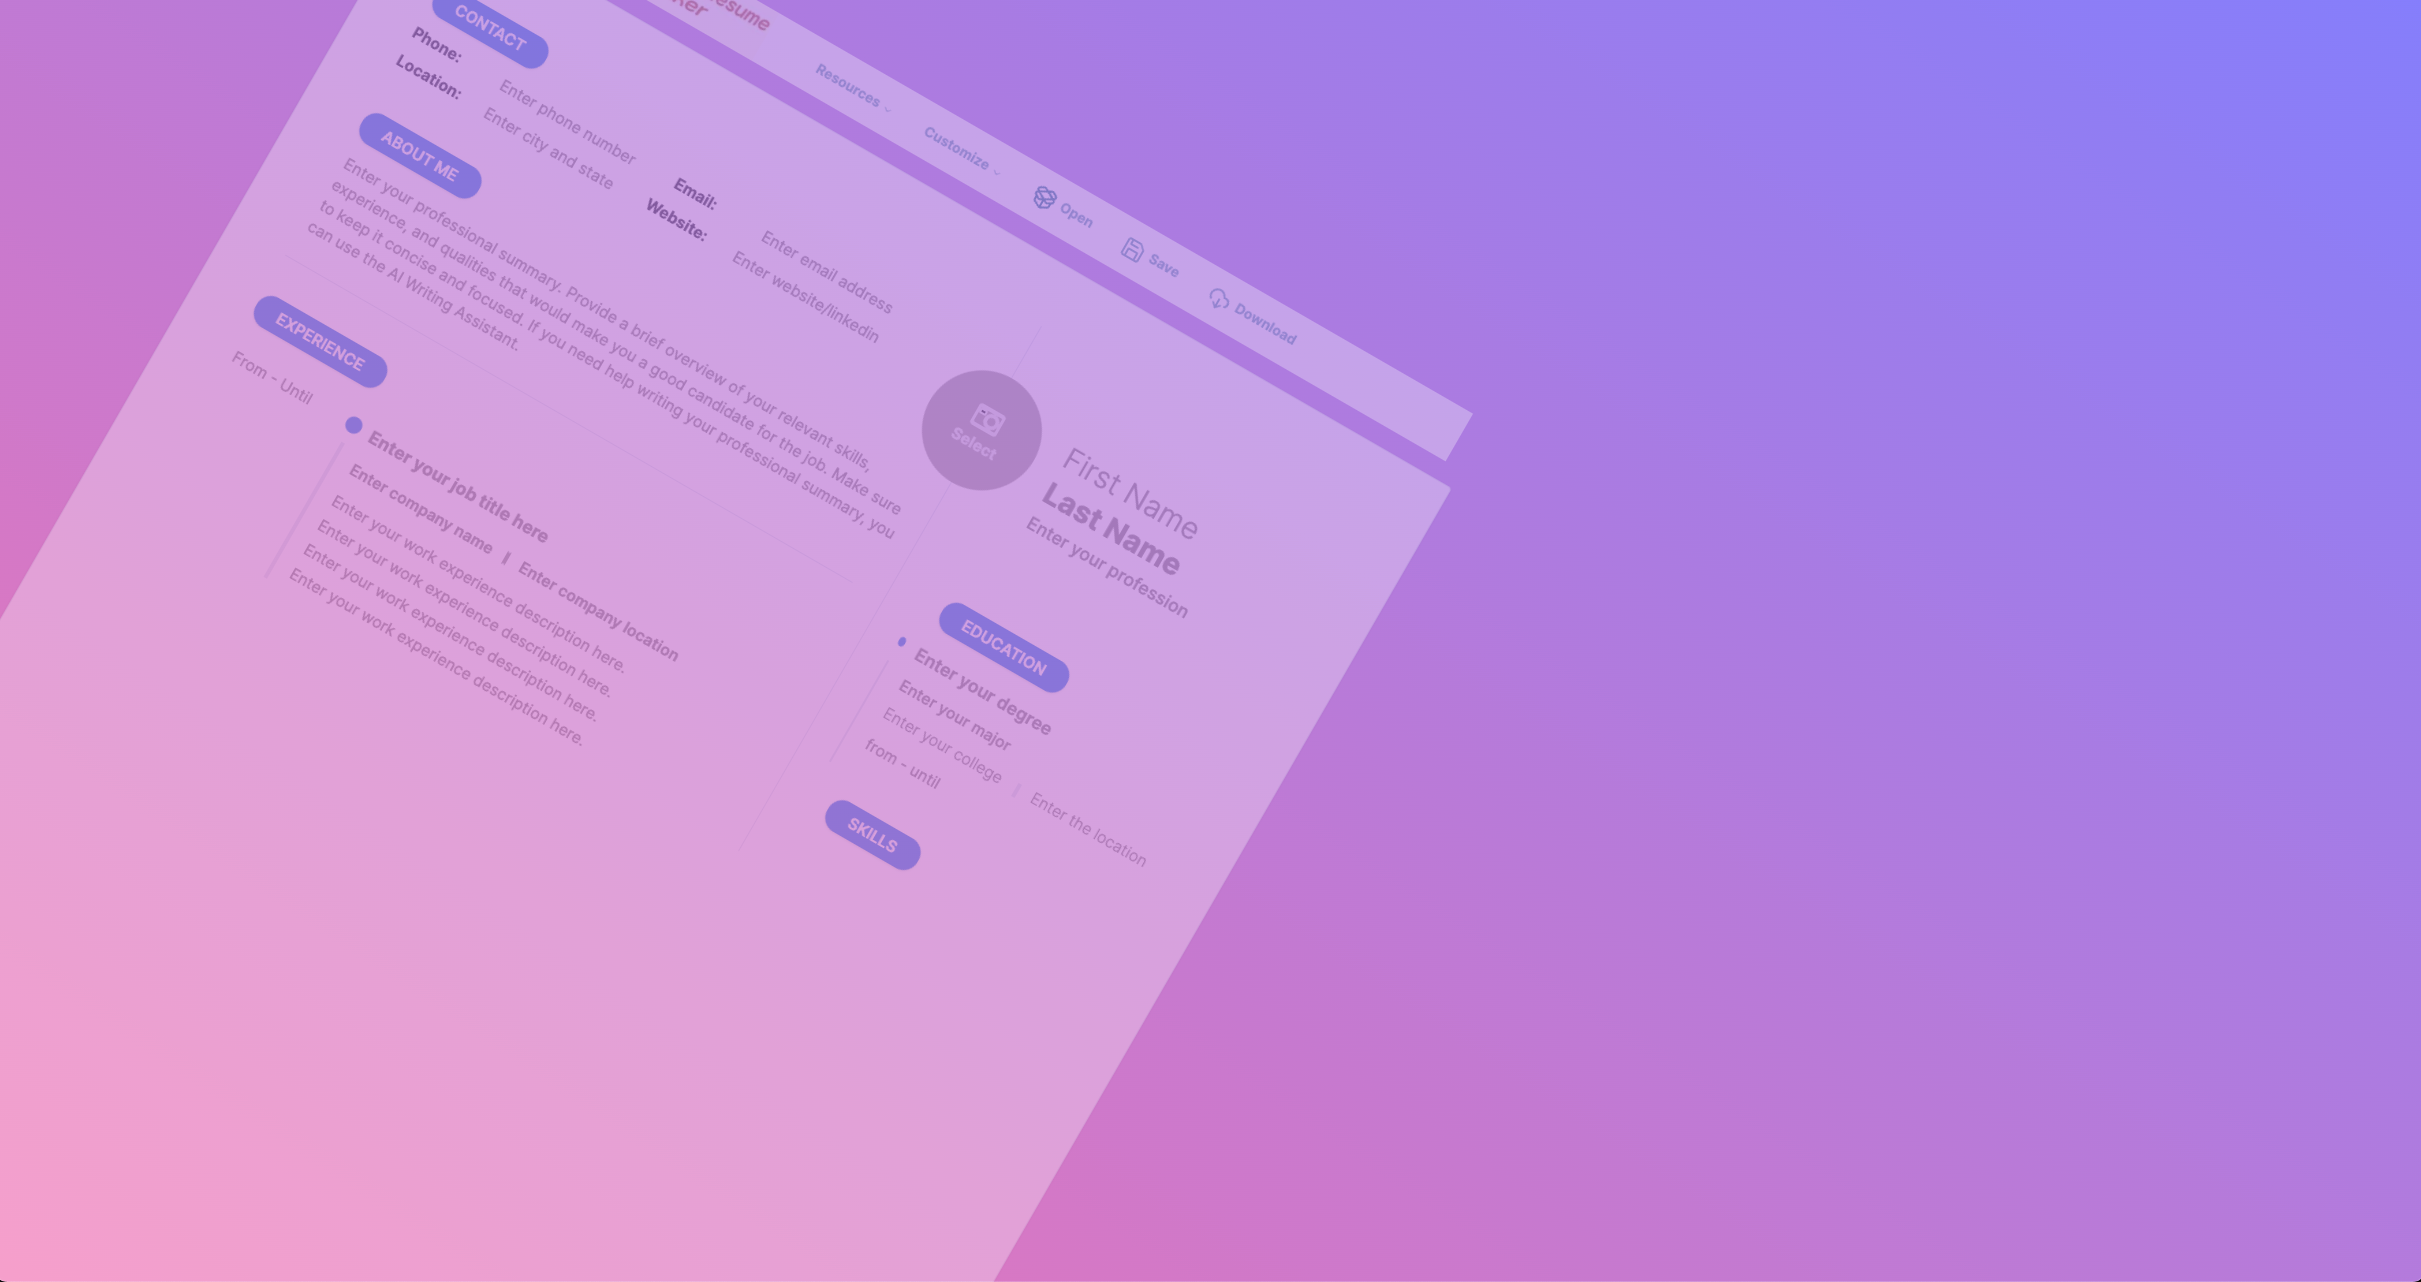 Resume
Resources
Customize
Open
Save
Download
CONTACT
Phone:
Enter phone number
Email:
Enter email address
Location:
Enter city and state
Website:
Enter website/linkedin
ABOUT ME
Enter your professional summary. Provide a brief overview of your relevant skills,
experience, and qualities that would make you a good candidate for the job. Make sure
to keep it concise and focused. If you need help writing your professional summary, you
can use the AI Writing Assistant.
EXPERIENCE
From - Until
Enter your job title here
Enter company name | Enter company location
Enter your work experience description here.
Enter your work experience description here.
Enter your work experience description here.
Enter your work experience description here.
Select
First Name
Last Name
Enter your profession
EDUCATION
Enter your degree
Enter your major
Enter your college | Enter the location
from - until
SKILLS